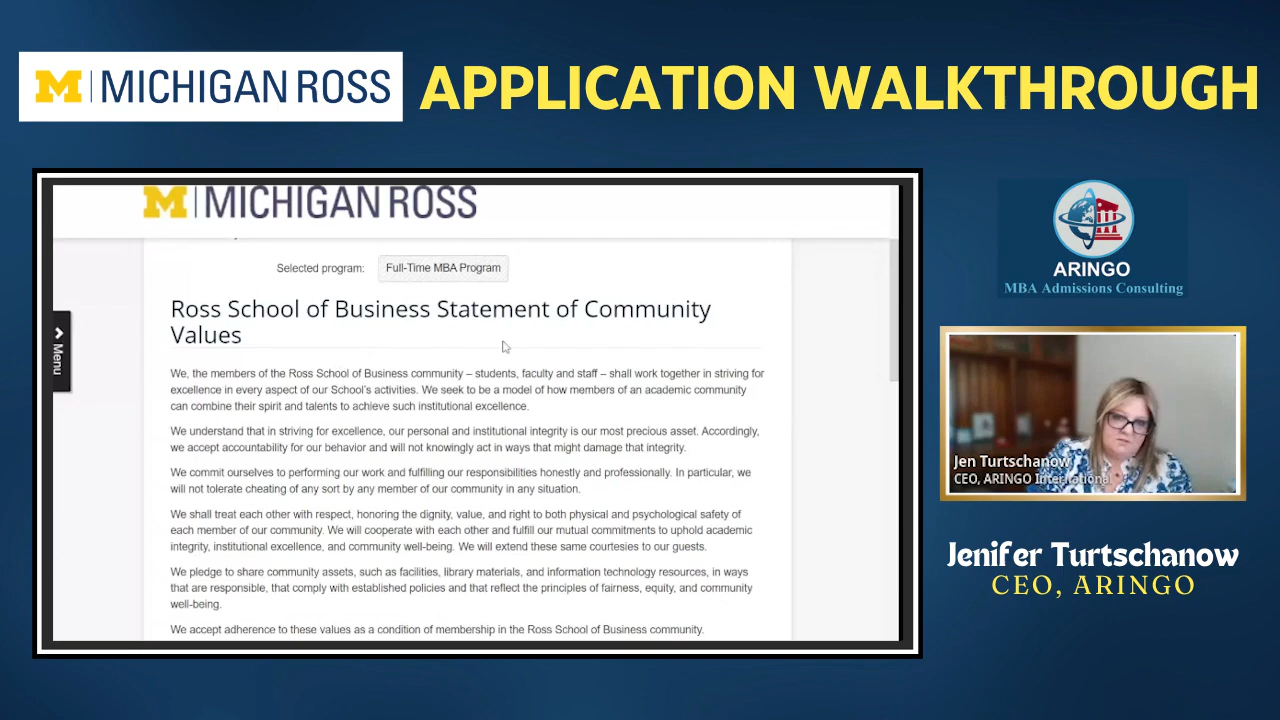 M | MICHIGAN ROSS
APPLICATION WALKTHROUGH
M | MICHIGAN ROSS
Selected program: Full-Time MBA Program
Ross School of Business Statement of Community
Values
Menu
We, the members of the Ross School of Business community – students, faculty and staff – shall work together in striving for
excellence in every aspect of our School's activities. We seek to be a model of how members of an academic community
can combine their spirit and talents to achieve such institutional excellence.
We understand that in striving for excellence, our personal and institutional integrity is our most precious asset. Accordingly,
we accept accountability for our behavior and will not knowingly act in ways that might damage that integrity.
We commit ourselves to performing our work and fulfilling our responsibilities honestly and professionally. In particular, we
will not tolerate cheating of any sort by any member of our community in any situation.
We shall treat each other with respect, honoring the dignity, value, and right to both physical and psychological safety of
each member of our community. We will cooperate with each other and fulfill our mutual commitments to uphold academic
integrity, institutional excellence, and community well-being. We will extend these same courtesies to our guests.
We pledge to share community assets, such as facilities, library materials, and information technology resources, in ways
that are responsible, that comply with established policies and that reflect the principles of fairness, equity, and community
well-being.
We accept adherence to these values as a condition of membership in the Ross School of Business community.
ARINGO
MBA Admissions Consulting
Jen Turtschanow
CEO, ARINGO International
Jenifer Turtschanow
CEO, ARINGO